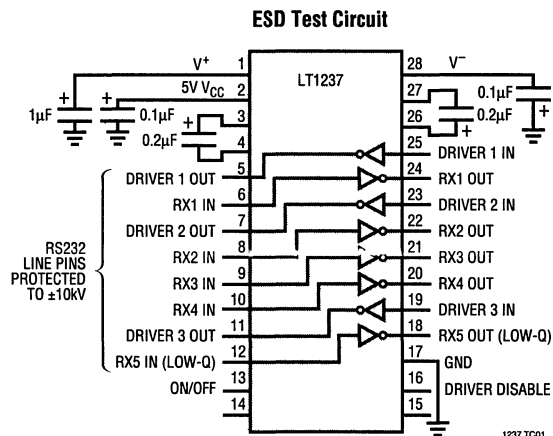 ESD Test Circuit
LT1237
V+ 1
5V VCC 2
3
4
1µF
0.1µF
0.2µF
DRIVER 1 OUT 5
RX1 IN 6
DRIVER 2 OUT 7
RX2 IN 8
RX3 IN 9
RX4 IN 10
DRIVER 3 OUT 11
RX5 IN (LOW-Q) 12
ON/OFF 13
14
RS232
LINE PINS
PROTECTED
TO ±10kV
28 V−
27
26
0.1µF
0.2µF
25 DRIVER 1 IN
24 RX1 OUT
23 DRIVER 2 IN
22 RX2 OUT
21 RX3 OUT
20 RX4 OUT
19 DRIVER 3 IN
18 RX5 OUT (LOW-Q)
17 GND
16 DRIVER DISABLE
15
1237 TC01